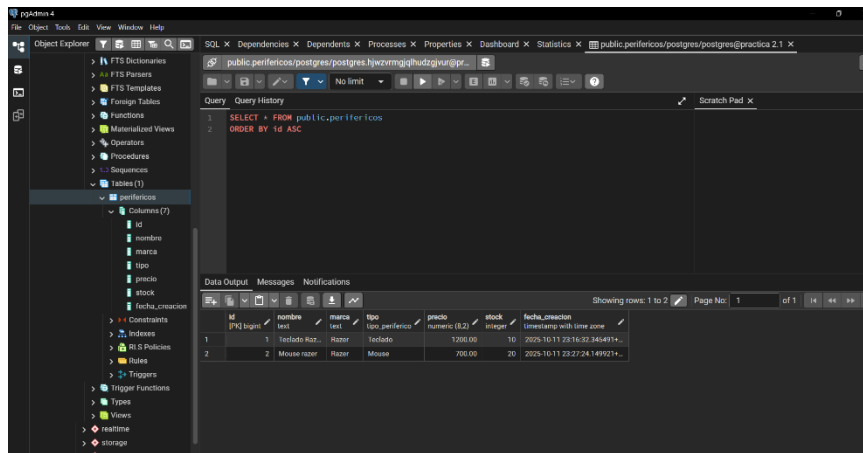 pgAdmin 4
File Object Tools Edit View Window Help
Object Explorer
SQL Dependencies Dependents Processes Properties Dashboard Statistics public.perifericos/postgres/postgres@practica 2.1
public.perifericos/postgres/postgres.hjwzvrmgjqlhudzgjvur@pr...
No limit
Query Query History
Scratch Pad
1 SELECT * FROM public.perifericos
2 ORDER BY id ASC
FTS Dictionaries
FTS Parsers
FTS Templates
Foreign Tables
Functions
Materialized Views
Operators
Procedures
Sequences
Tables (1)
perifericos
Columns (7)
id
nombre
marca
tipo
precio
stock
fecha_creacion
Constraints
Indexes
RLS Policies
Rules
Triggers
Trigger Functions
Types
Views
realtime
storage
Data Output Messages Notifications
Showing rows: 1 to 2 Page No: 1 of 1
id nombre marca tipo precio stock fecha_creacion
[PK] bigint text text tipo_periferico numeric (8,2) integer timestamp with time zone
1 1 Teclado Raz... Razer Teclado 1200.00 10 2025-10-11 23:16:32.345491+...
2 2 Mouse razer Razer Mouse 700.00 20 2025-10-11 23:27:24.149921+...